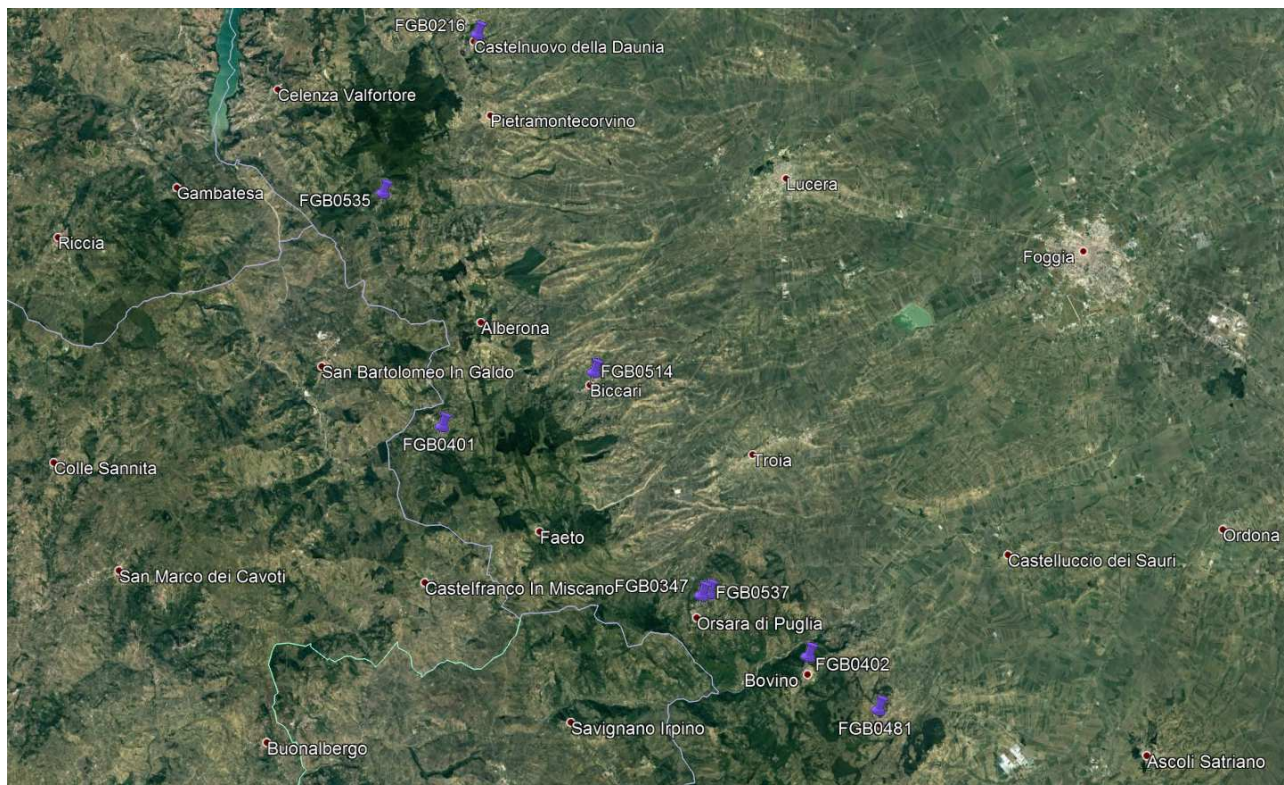 FGB0216
Castelnuovo della Daunia
Celenza Valfortore
Pietramontecorvino
Lucera
Gambatesa
FGB0535
Riccia
Foggia
Alberona
San Bartolomeo In Galdo
FGB0514
Biccari
FGB0401
Troia
Colle Sannita
Faeto
Ordona
Castelluccio dei Sauri
San Marco dei Cavoti
Castelfranco In Miscano
FGB0347
FGB0537
Orsara di Puglia
FGB0402
Bovino
FGB0481
Savignano Irpino
Buonalbergo
Ascoli Satriano